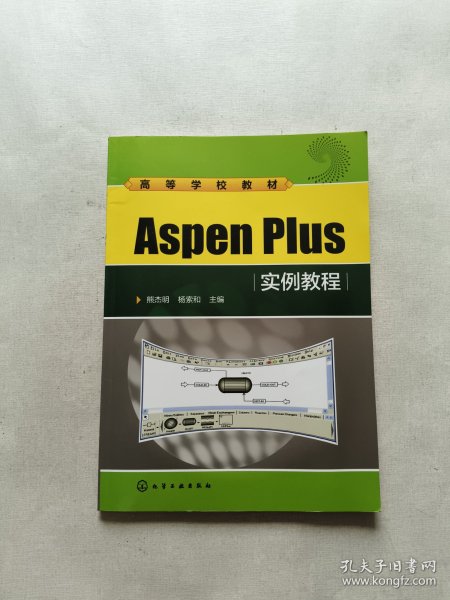 高等学校教材
Aspen Plus
实例教程
熊杰明 杨索和 主编
化学工业出版社
孔夫子旧书网
www.kongfz.com